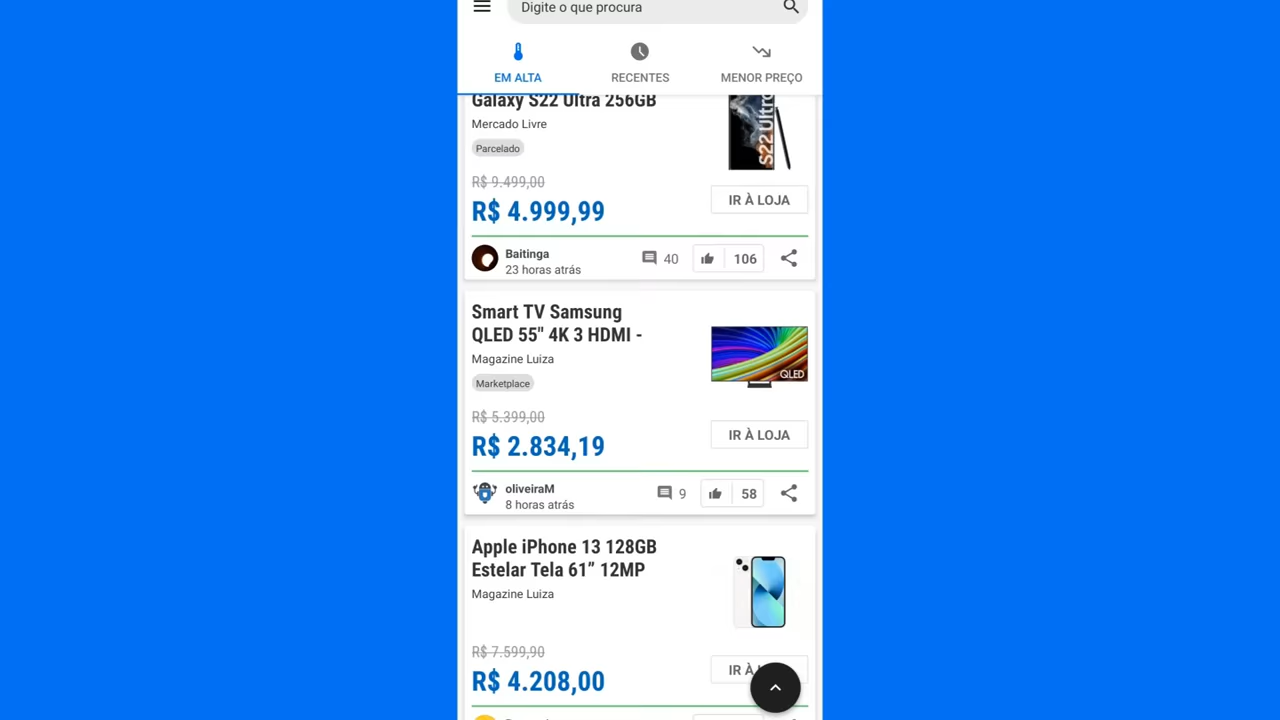 Digite o que procura
EM ALTA
RECENTES
MENOR PREÇO
Galaxy S22 Ultra 256GB
Mercado Livre
Parcelado
S22 Ultra
R$ 9.499,00
R$ 4.999,99
IR À LOJA
Baitinga
23 horas atrás
40
106
Smart TV Samsung
QLED 55" 4K 3 HDMI -
Magazine Luiza
Marketplace
QLED
R$ 5.399,00
R$ 2.834,19
IR À LOJA
oliveiraM
8 horas atrás
9
58
Apple iPhone 13 128GB
Estelar Tela 61” 12MP
Magazine Luiza
R$ 7.599,90
R$ 4.208,00
IR À